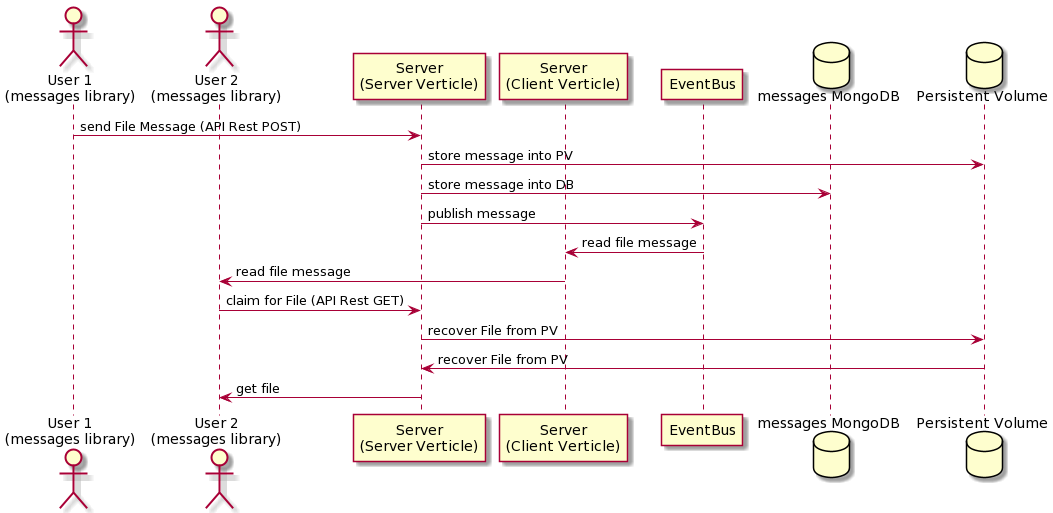 User 1
(messages library)
User 2
(messages library)
Server
(Server Verticle)
Server
(Client Verticle)
EventBus
messages MongoDB
Persistent Volume
send File Message (API Rest POST)
store message into PV
store message into DB
publish message
read file message
read file message
claim for File (API Rest GET)
recover File from PV
recover File from PV
get file
User 1
(messages library)
User 2
(messages library)
Server
(Server Verticle)
Server
(Client Verticle)
EventBus
messages MongoDB
Persistent Volume